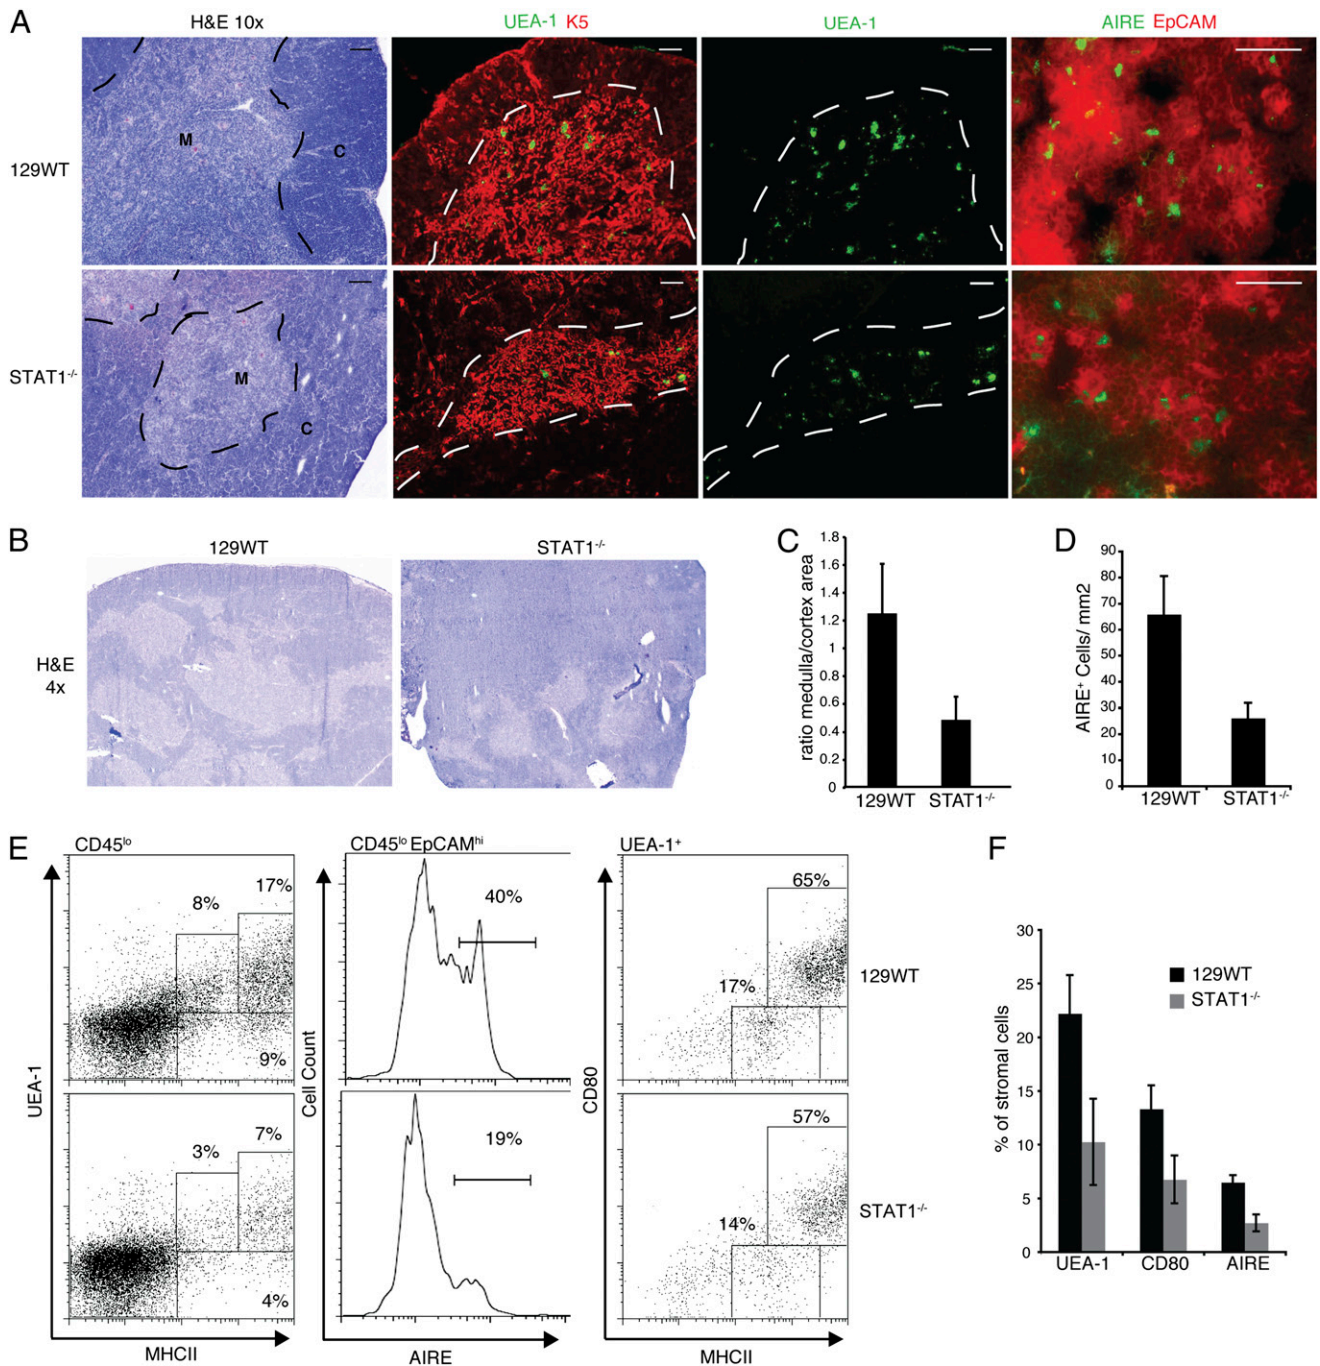 A
H&E 10x
UEA-1 K5
UEA-1
AIRE EpCAM
129WT
M
C
STAT1-/-
M
C
B
129WT
STAT1-/-
H&E
4x
C
ratio medulla/cortex area
1.8
1.6
1.4
1.2
1
0.8
0.6
0.4
0.2
0
129WT
STAT1-/-
D
AIRE+ Cells/ mm2
90
80
70
60
50
40
30
20
10
0
129WT
STAT1-/-
E
CD45lo
CD45lo EpCAMhi
UEA-1+
UEA-1
Cell Count
CD80
8%
17%
9%
40%
65%
17%
129WT
3%
7%
4%
19%
57%
14%
STAT1-/-
MHCII
AIRE
MHCII
F
% of stromal cells
30
25
20
15
10
5
0
129WT
STAT1-/-
UEA-1
CD80
AIRE